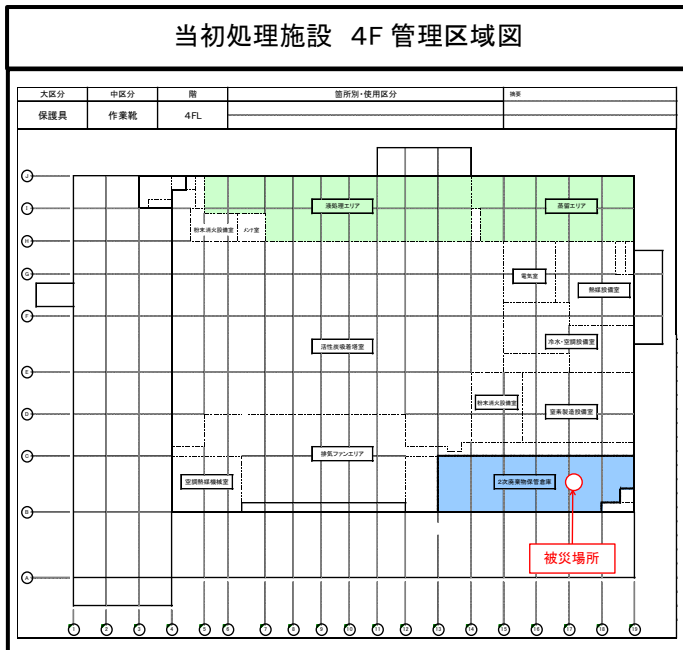 当初処理施設 4F 管理区域図
大区分 中区分 階 箇所別・使用区分 摘要
保護具 作業靴 4FL
J
I 液処理エリア 蒸留エリア
粉末消火設備室 メンテ室
H
G 電気室
熱媒設備室
F
活性炭吸着塔室 冷水・空調設備室
E
粉末消火設備室 窒素製造設備室
D
C 排気ファンエリア
空調熱媒機械室 2次廃棄物保管倉庫
B
被災場所
A
1 2 3 4 5 6 7 8 9 10 11 12 13 14 15 16 17 18 19